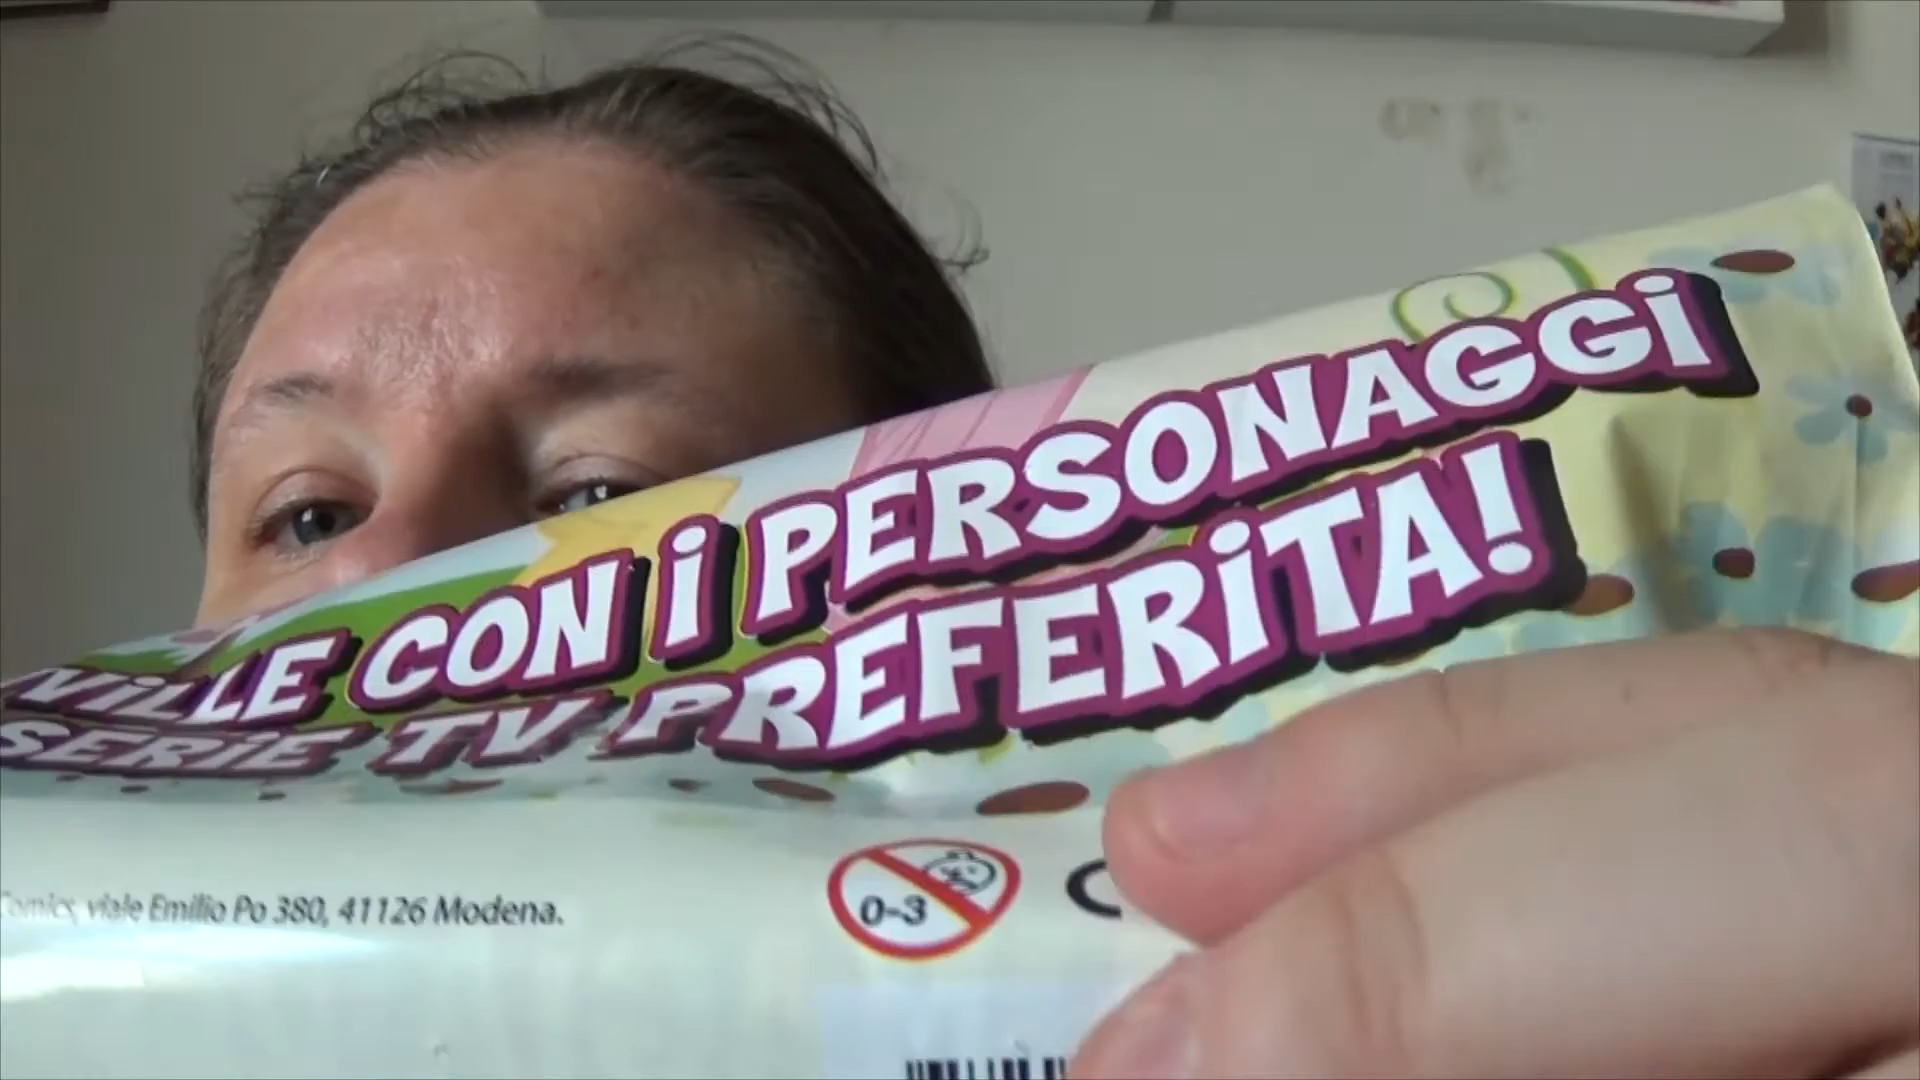 VILLE CON I PERSONAGGI
SERIE TV PREFERITA!
Comics, viale Emilio Po 380, 41126 Modena.
0-3